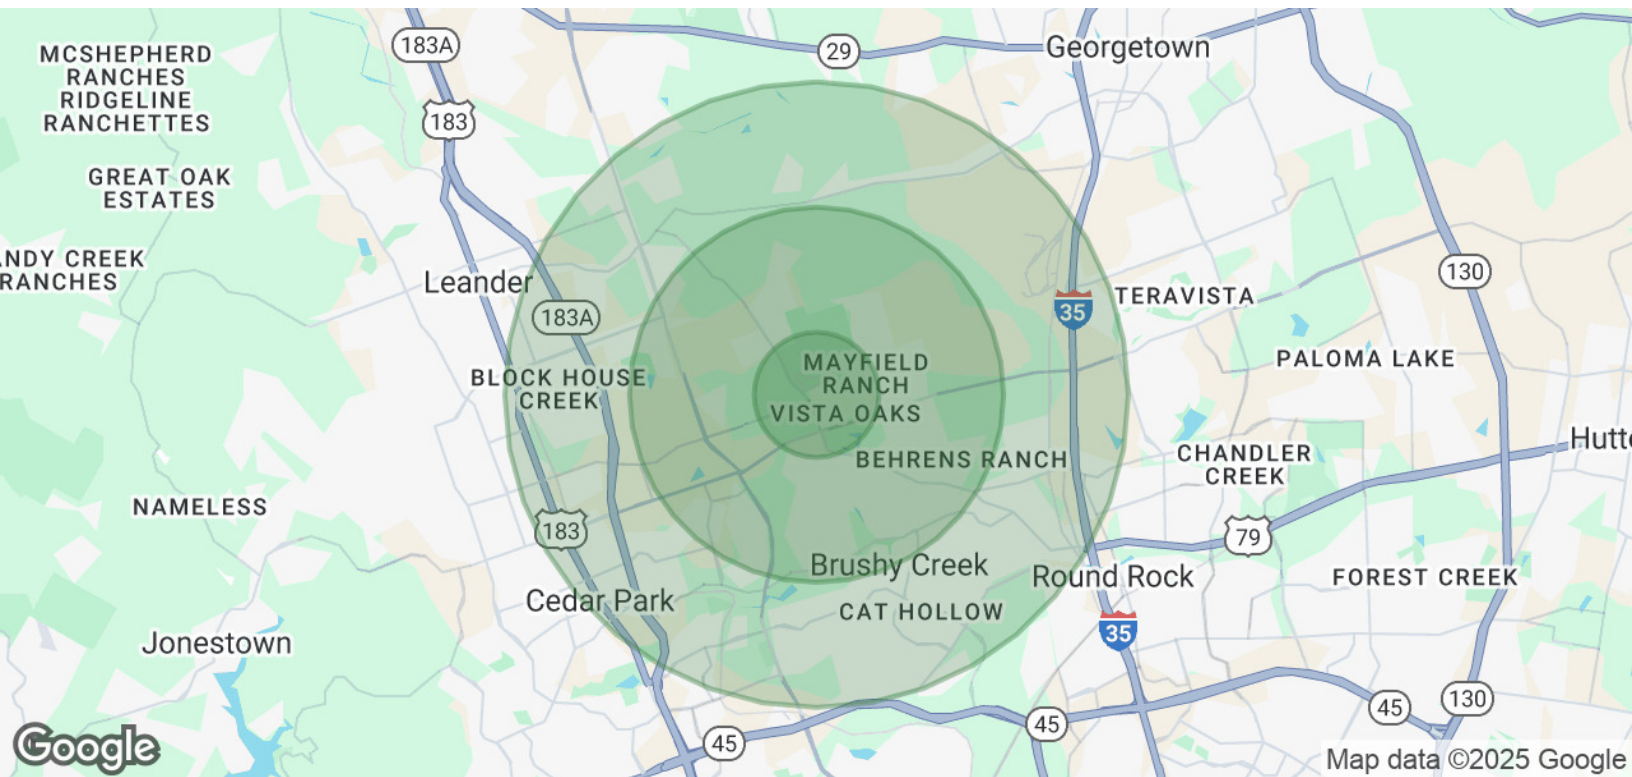 MCSHEPHERD
RANCHES
RIDGELINE
RANCHETTES
183A
29
Georgetown
183
GREAT OAK
ESTATES
ANDY CREEK
RANCHES
Leander
183A
130
35
TERAVISTA
MAYFIELD
RANCH
VISTA OAKS
PALOMA LAKE
BLOCK HOUSE
CREEK
BEHRENS RANCH
CHANDLER
CREEK
Hutto
NAMELESS
183
79
Brushy Creek
Round Rock
FOREST CREEK
Cedar Park
CAT HOLLOW
35
Jonestown
45
45
45
130
Google
Map data ©2025 Google